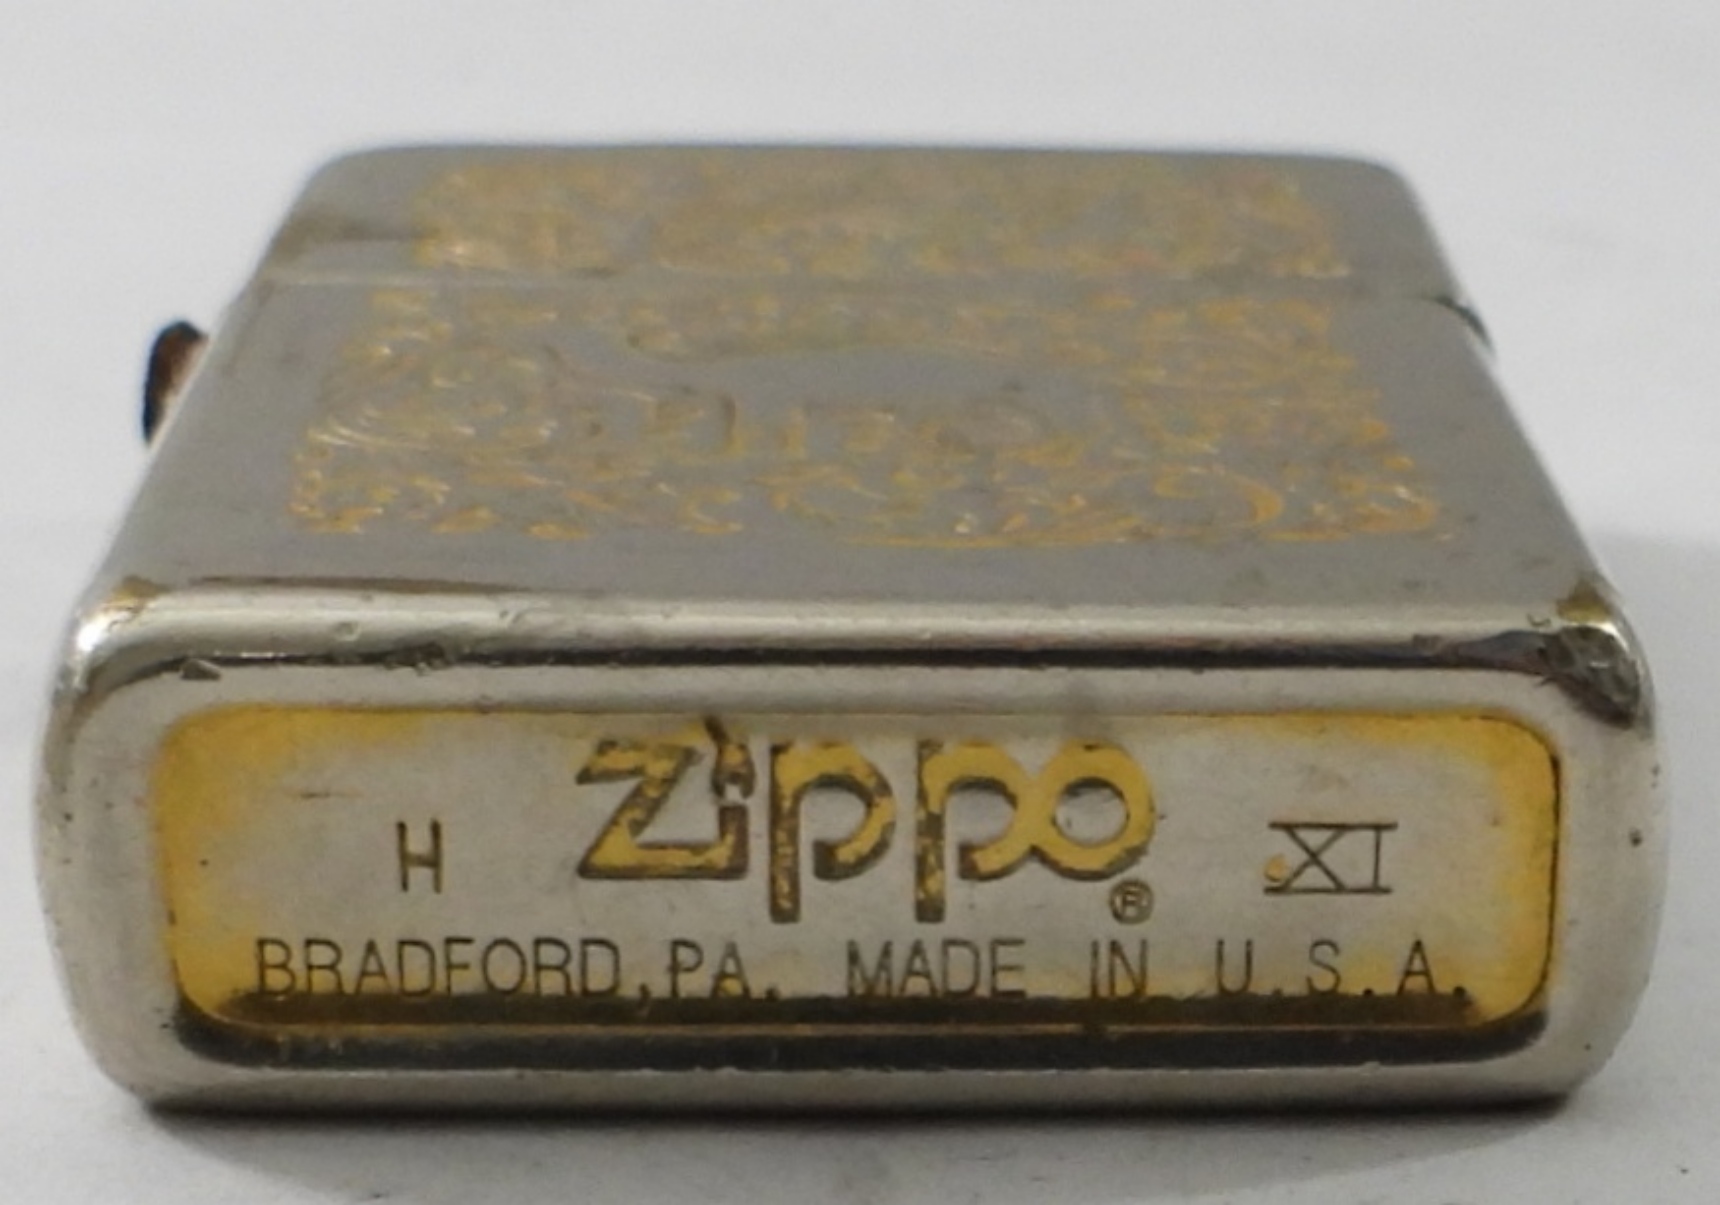 H Zippo ® XI
BRADFORD, PA. MADE IN U.S.A.